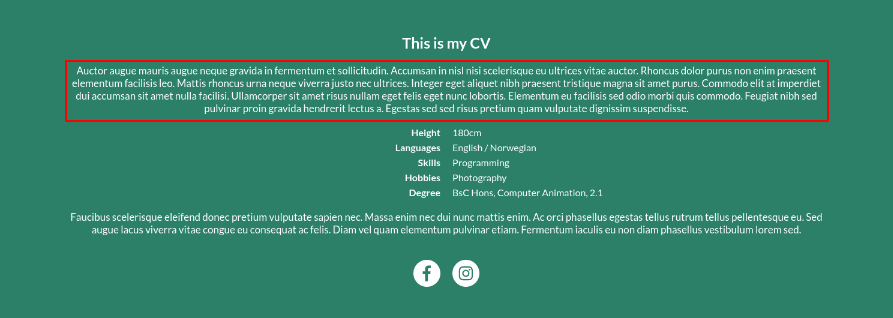 This is my CV
Auctor augue mauris augue neque gravida in fermentum et sollicitudin. Accumsan in nisl nisi scelerisque eu ultrices vitae auctor. Rhoncus dolor purus non enim praesent
elementum facilisis leo. Mattis rhoncus urna neque viverra justo nec ultrices. Integer eget aliquet nibh praesent tristique magna sit amet purus. Commodo elit at imperdiet
dui accumsan sit amet nulla facilisi. Ullamcorper sit amet risus nullam eget felis eget nunc lobortis. Elementum eu facilisis sed odio morbi quis commodo. Feugiat nibh sed
pulvinar proin gravida hendrerit lectus a. Egestas sed sed risus pretium quam vulputate dignissim suspendisse.
Height 180cm
Languages English / Norwegian
Skills Programming
Hobbies Photography
Degree BsC Hons, Computer Animation, 2.1
Faucibus scelerisque eleifend donec pretium vulputate sapien nec. Massa enim nec dui nunc mattis enim. Ac orci phasellus egestas tellus rutrum tellus pellentesque eu. Sed
augue lacus viverra vitae congue eu consequat ac felis. Diam vel quam elementum pulvinar etiam. Fermentum iaculis eu non diam phasellus vestibulum lorem sed.